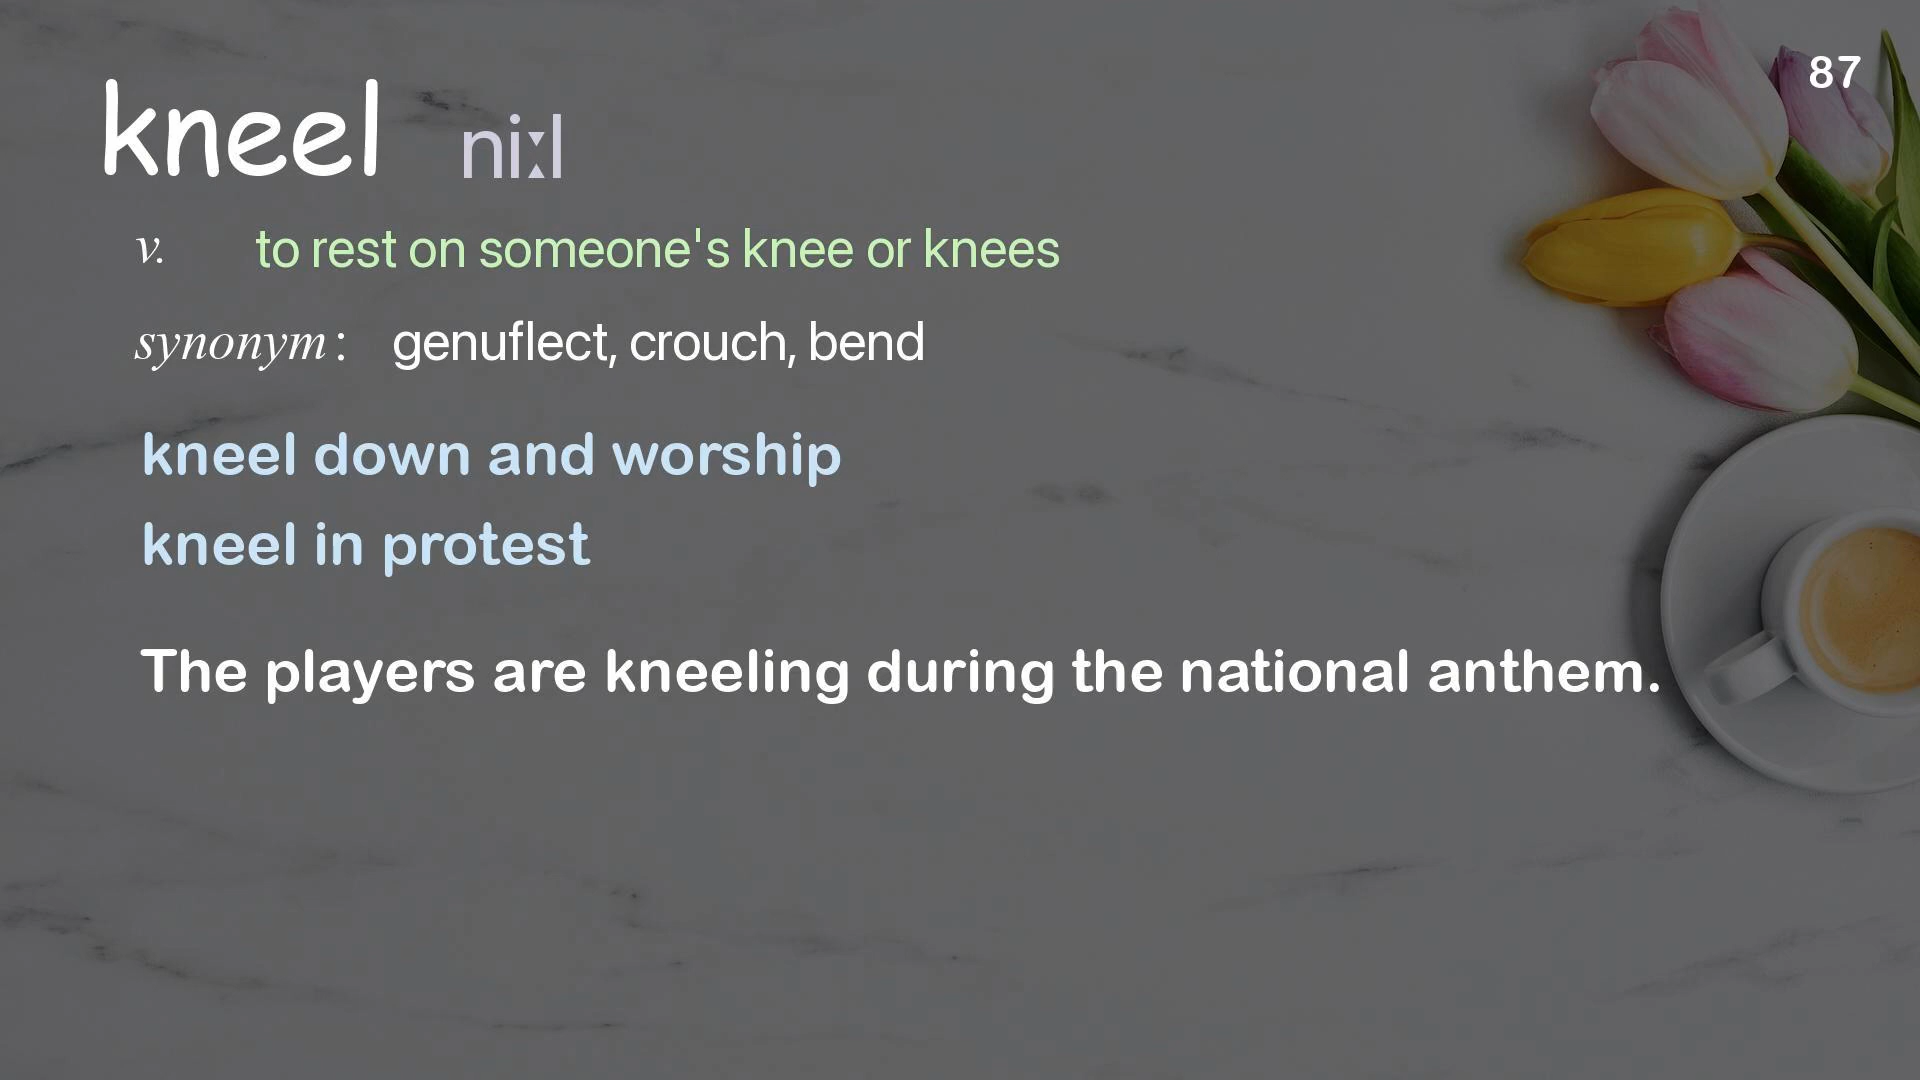 87
kneel niːl
v. to rest on someone's knee or knees
synonym : genuflect, crouch, bend
kneel down and worship
kneel in protest
The players are kneeling during the national anthem.